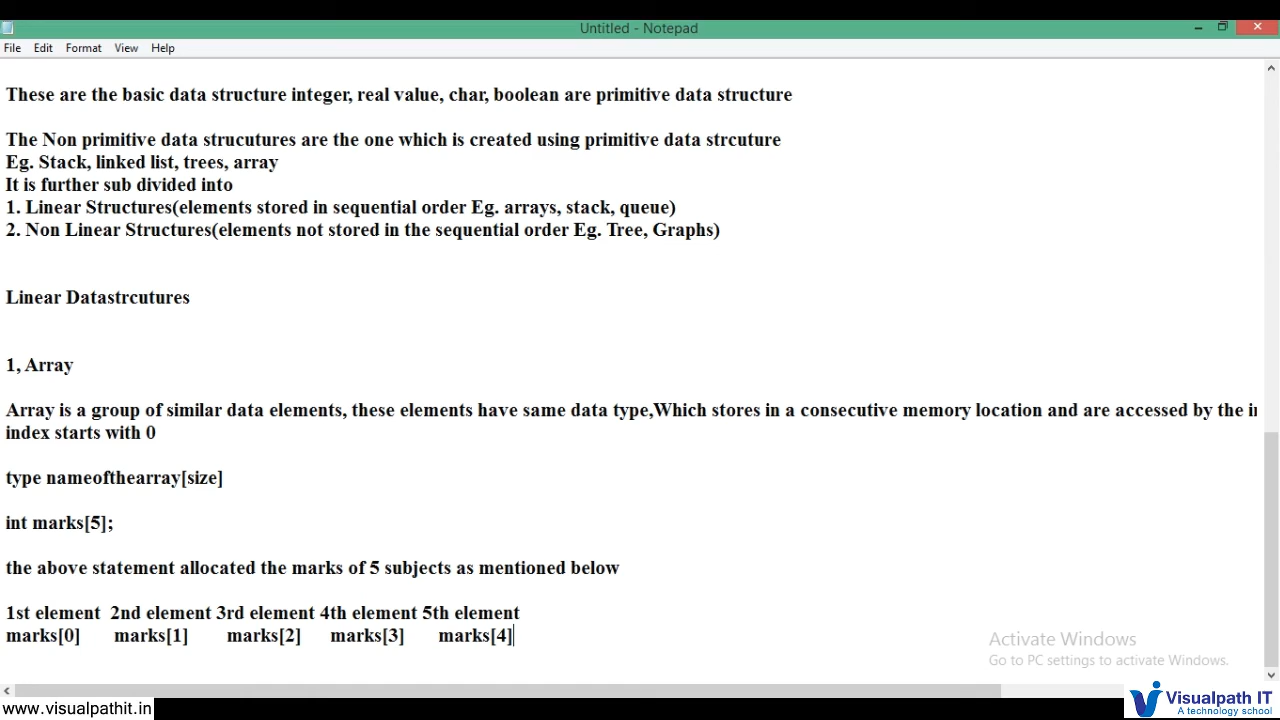 Untitled - Notepad
File Edit Format View Help
These are the basic data structure integer, real value, char, boolean are primitive data structure
The Non primitive data strucutures are the one which is created using primitive data strcuture
Eg. Stack, linked list, trees, array
It is further sub divided into
1. Linear Structures(elements stored in sequential order Eg. arrays, stack, queue)
2. Non Linear Structures(elements not stored in the sequential order Eg. Tree, Graphs)
Linear Datastrcutures
1, Array
Array is a group of similar data elements, these elements have same data type,Which stores in a consecutive memory location and are accessed by the
index starts with 0
type nameofthearray[size]
int marks[5];
the above statement allocated the marks of 5 subjects as mentioned below
1st element 2nd element 3rd element 4th element 5th element
marks[0] marks[1] marks[2] marks[3] marks[4]
Activate Windows
Go to PC settings to activate Windows.
www.visualpathit.in
Visualpath IT
A technology school